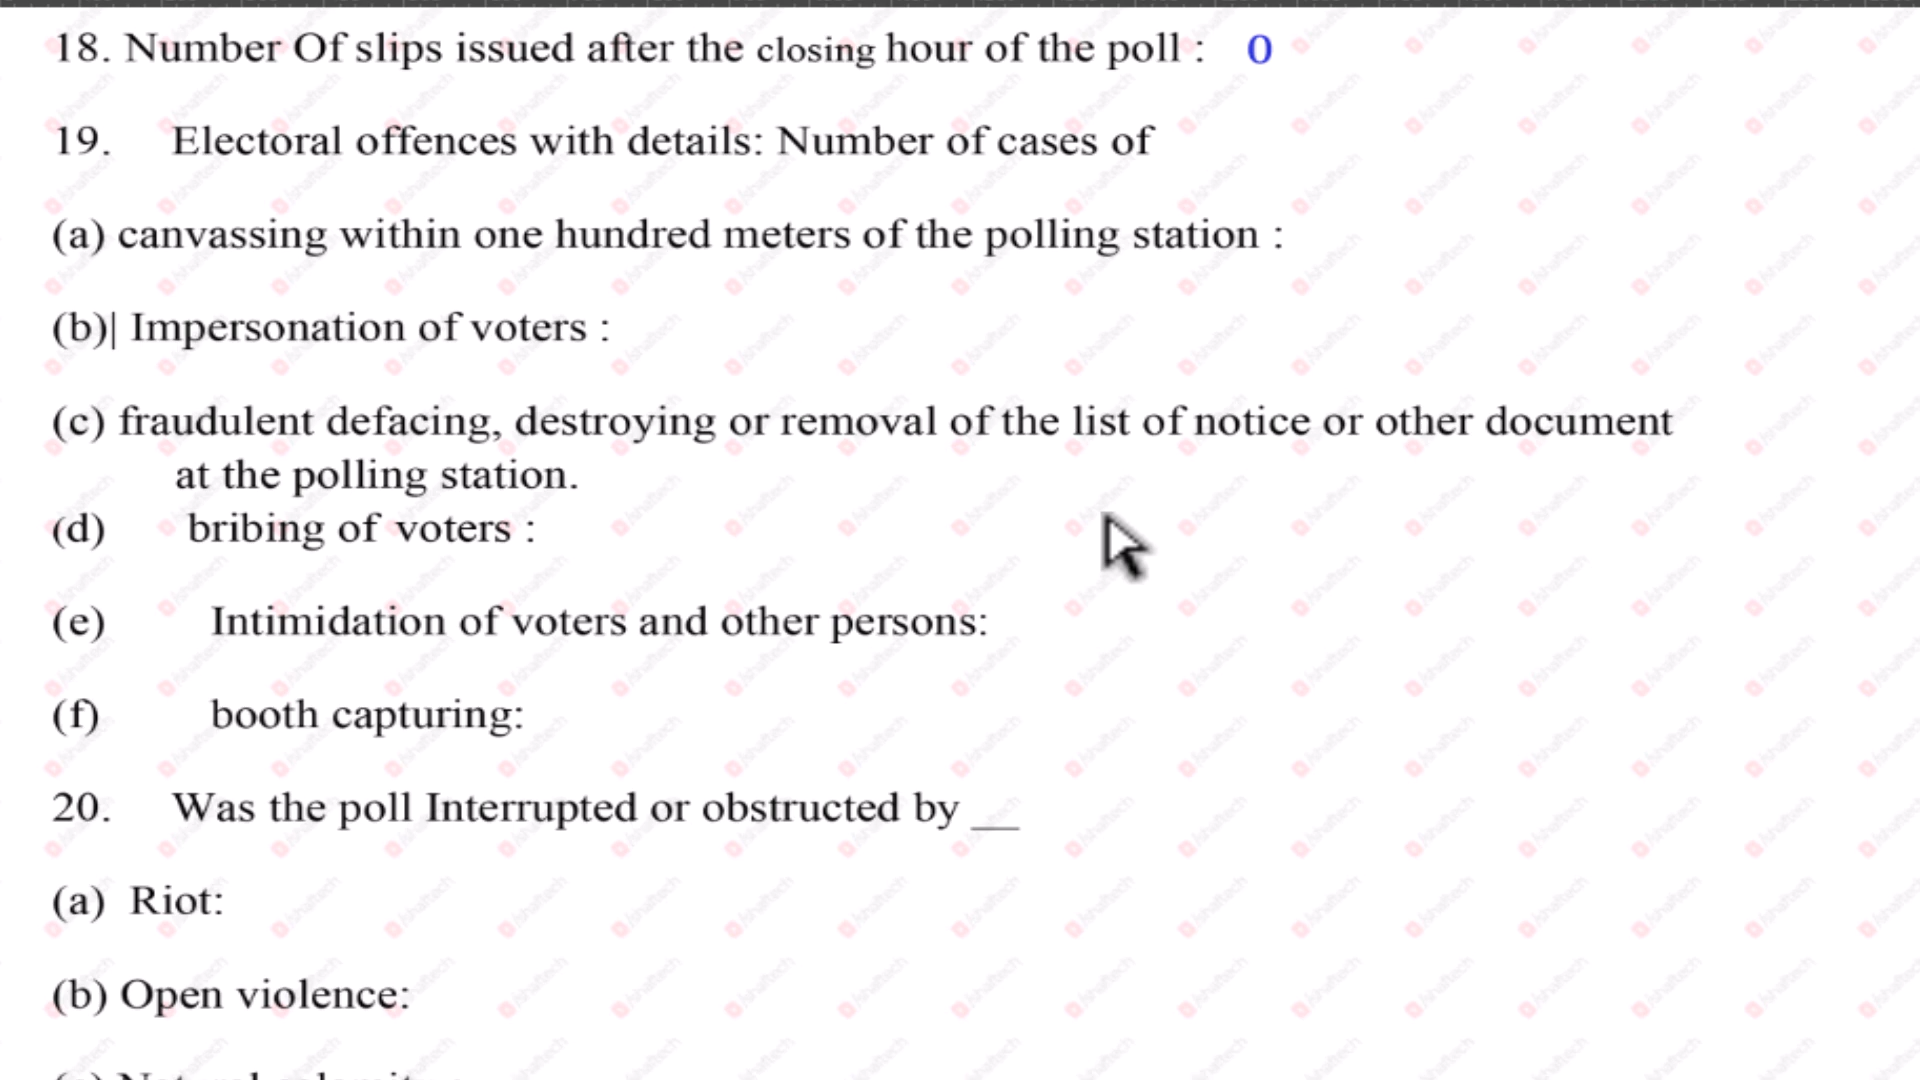 18. Number Of slips issued after the closing hour of the poll : 0
19. Electoral offences with details: Number of cases of
(a) canvassing within one hundred meters of the polling station :
(b)| Impersonation of voters :
(c) fraudulent defacing, destroying or removal of the list of notice or other document
at the polling station.
(d) bribing of voters :
(e) Intimidation of voters and other persons:
(f) booth capturing:
20. Was the poll Interrupted or obstructed by __
(a) Riot:
(b) Open violence: